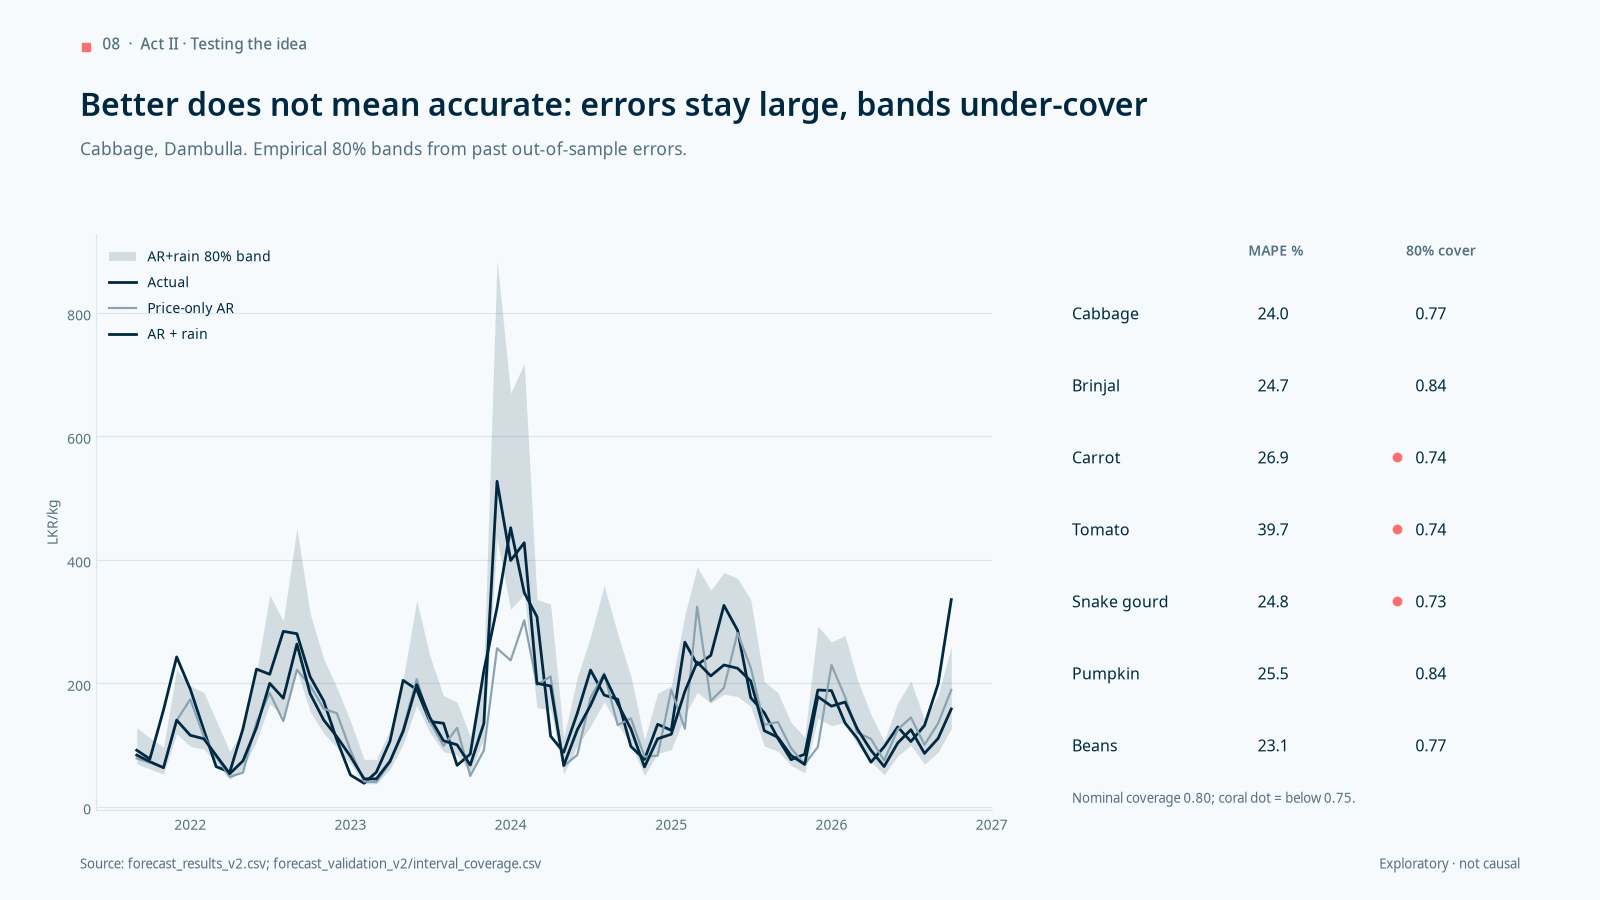 08 · Act II · Testing the idea
Better does not mean accurate: errors stay large, bands under-cover
Cabbage, Dambulla. Empirical 80% bands from past out-of-sample errors.
AR+rain 80% band
Actual
Price-only AR
AR + rain
LKR/kg
800
600
400
200
0
2022 2023 2024 2025 2026 2027
MAPE % 80% cover
Cabbage 24.0 0.77
Brinjal 24.7 0.84
Carrot 26.9 0.74
Tomato 39.7 0.74
Snake gourd 24.8 0.73
Pumpkin 25.5 0.84
Beans 23.1 0.77
Nominal coverage 0.80; coral dot = below 0.75.
Source: forecast_results_v2.csv; forecast_validation_v2/interval_coverage.csv
Exploratory · not causal